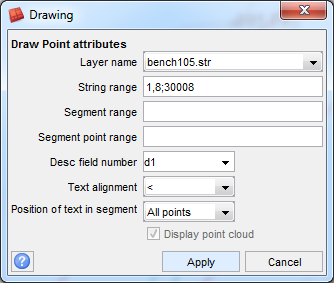 Drawing
Draw Point attributes
Layer name bench105.str
String range 1,8;30008
Segment range
Segment point range
Desc field number d1
Text alignment <
Position of text in segment All points
Display point cloud
? Apply Cancel